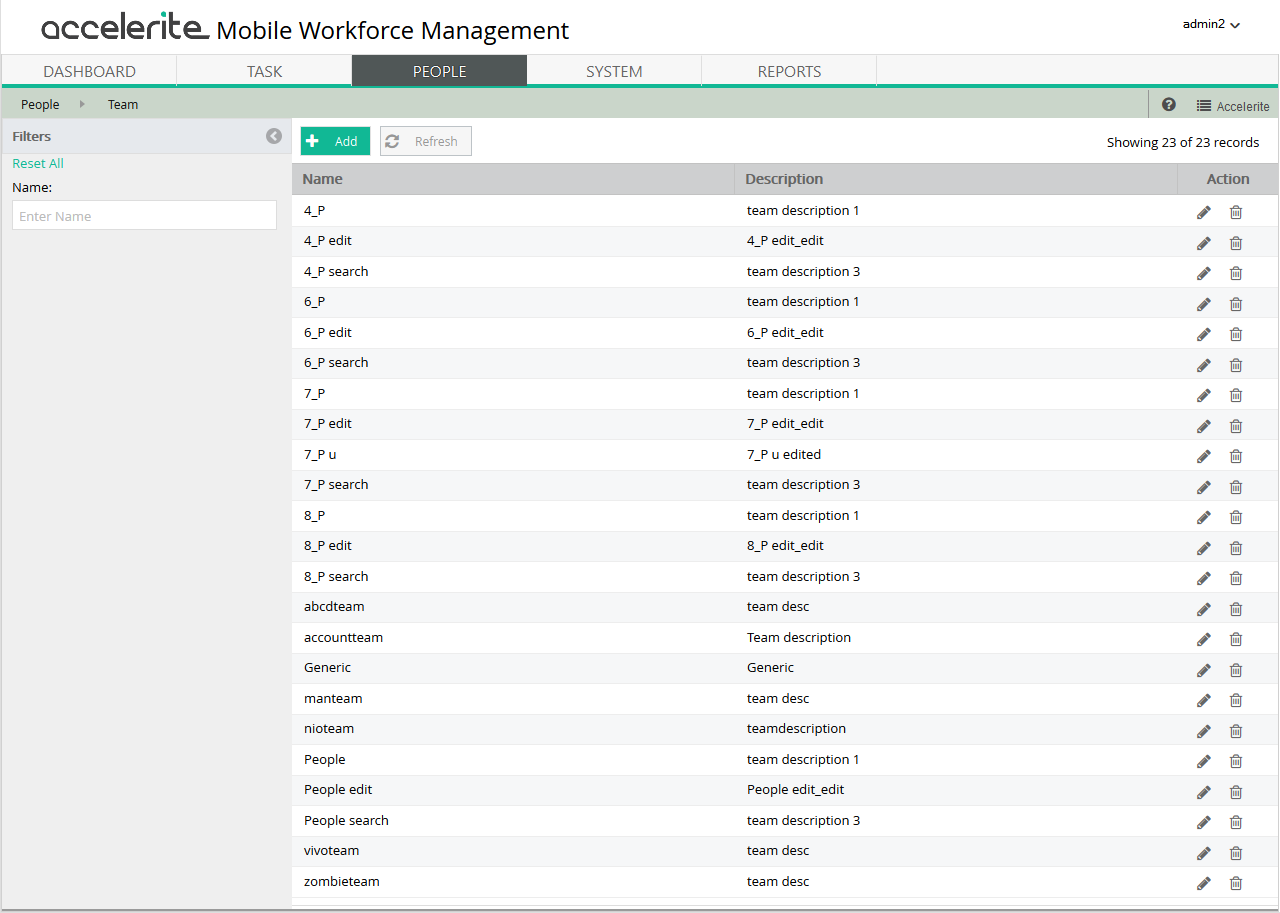 accelerite Mobile Workforce Management
admin2
DASHBOARD TASK PEOPLE SYSTEM REPORTS
People Team Accelerite
Filters
Reset All
Name:
Enter Name
Add Refresh Showing 23 of 23 records
Name Description Action
4_P team description 1
4_P edit 4_P edit_edit
4_P search team description 3
6_P team description 1
6_P edit 6_P edit_edit
6_P search team description 3
7_P team description 1
7_P edit 7_P edit_edit
7_P u 7_P u edited
7_P search team description 3
8_P team description 1
8_P edit 8_P edit_edit
8_P search team description 3
abcdteam team desc
accountteam Team description
Generic Generic
manteam team desc
nioteam teamdescription
People team description 1
People edit People edit_edit
People search team description 3
vivoteam team desc
zombieteam team desc